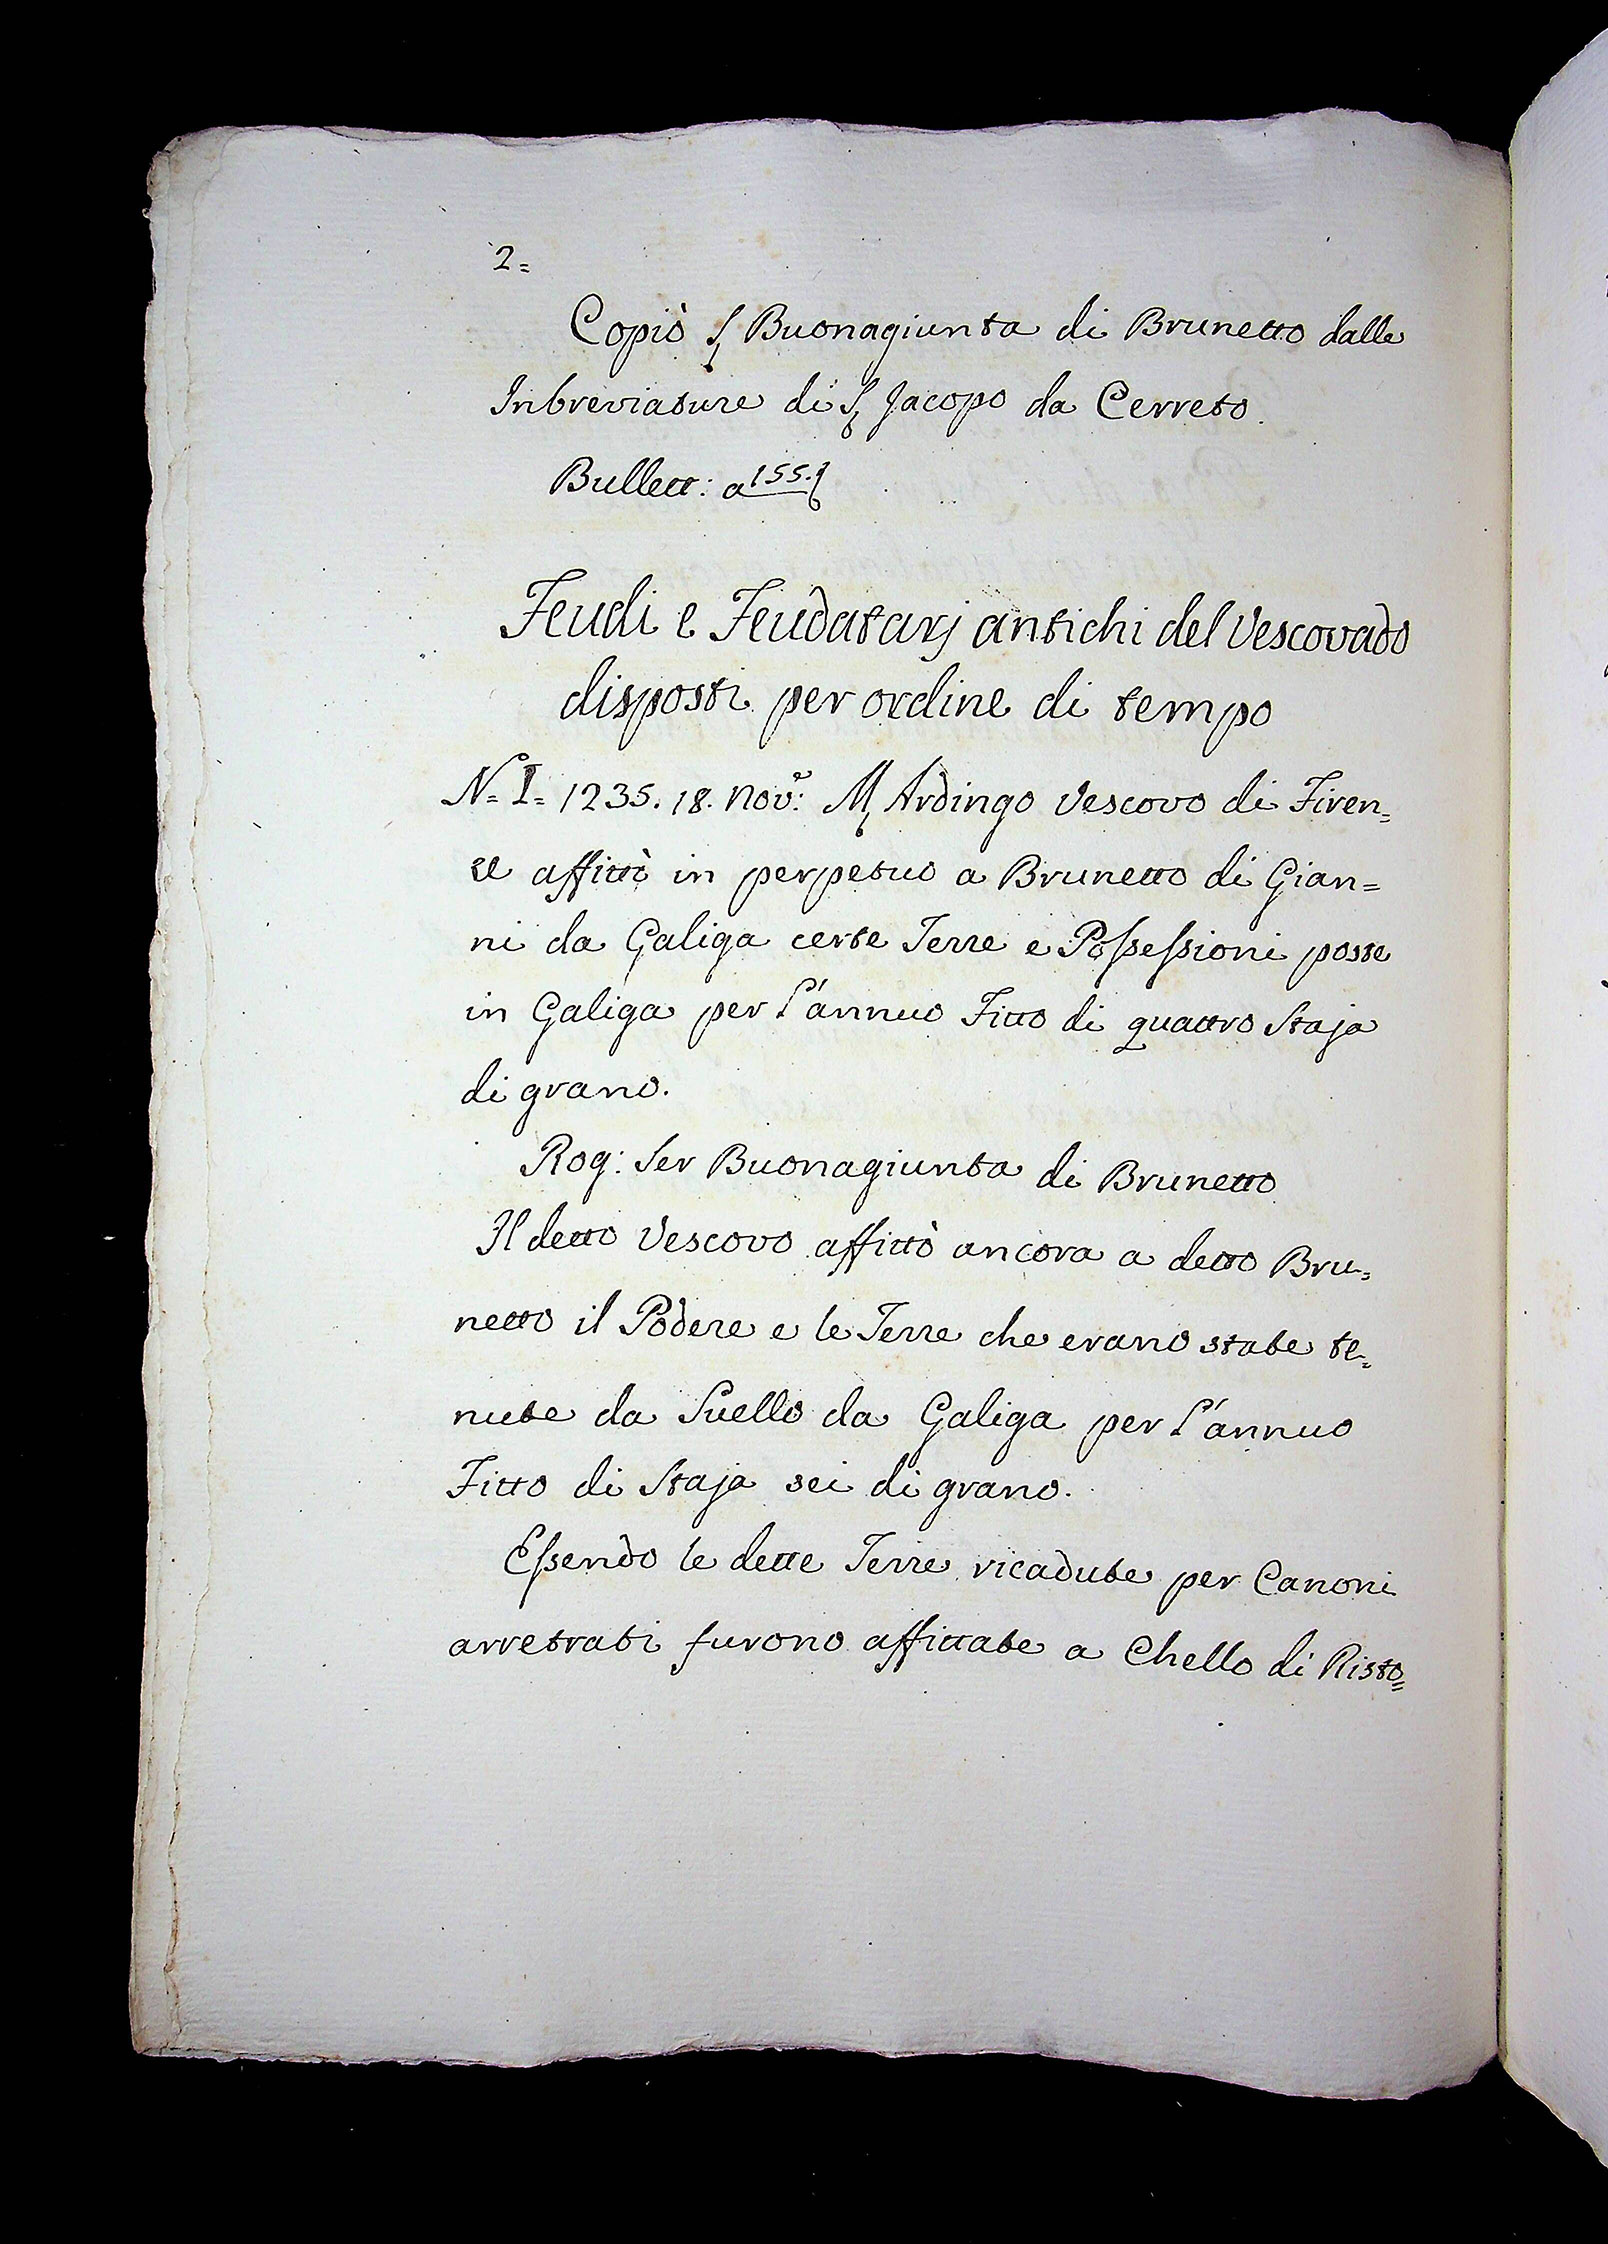 2=
Copiò S. Buonagiunta di Brunetto dalle
Inbreviature di S. Jacopo da Cerreto.
Bullett: a 155.
Feudi e Feudatarj antichi del Vescovado
disposti per ordine di tempo
N= I= 1235. 18. Nov.e M. Ardingo Vescovo di Firen=
ze affittò in perpetuo a Brunetto di Gian=
ni da Galiga certe Terre e Poſseſsioni poste
in Galiga per l'annuo Fitto di quattro Staja
di grano.
Rog: Ser Buonagiunta di Brunetto
Il detto Vescovo affittò ancora a detto Bru=
netto il Podere e le Terre che erano state te=
nute da Suello da Galiga per l'annuo
Fitto di Staja sei di grano.
Eſsendo le dette Terre ricadute per Canoni
arretrati furono affittate a Chello di Risto=